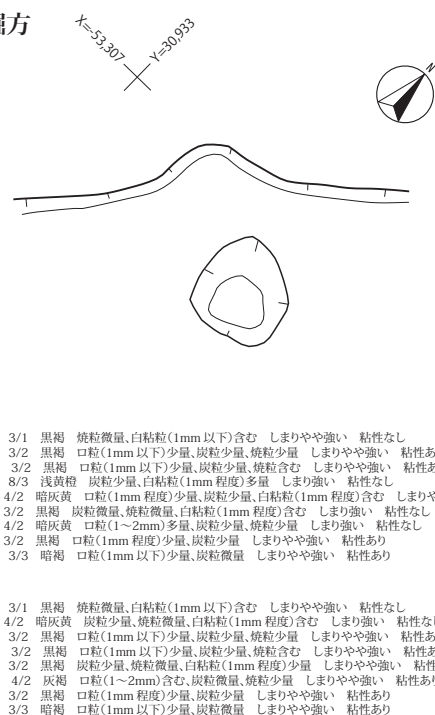 掘方
X=-53,307
Y=30,933
N
3/1 黒褐 焼粒微量、白粘粒(1mm 以下)含む しまりやや強い 粘性なし
3/2 黒褐 ロ粒(1mm 以下)少量、炭粒少量、焼粒少量 しまりやや強い 粘性あ
3/2 黒褐 ロ粒(1mm 以下)少量、炭粒少量、焼粒含む しまりやや強い 粘性あ
8/3 浅黄橙 炭粒少量、白粘粒(1mm 程度)多量 しまり強い 粘性なし
4/2 暗灰黄 ロ粒(1mm 程度)少量、炭粒少量、白粘粒(1mm 程度)含む しまりや
3/2 黒褐 炭粒微量、焼粒微量、白粘粒(1mm 程度)含む しまり強い 粘性なし
4/2 暗灰黄 ロ粒(1～2mm)多量、炭粒少量、焼粒少量 しまり強い 粘性なし
3/2 黒褐 ロ粒(1mm 程度)少量、炭粒少量 しまりやや強い 粘性あり
3/3 暗褐 ロ粒(1mm 以下)少量、炭粒微量 しまりやや強い 粘性あり
3/1 黒褐 焼粒微量、白粘粒(1mm 以下)含む しまりやや強い 粘性なし
4/2 暗灰黄 炭粒少量、焼粒微量、白粘粒(1mm 程度)含む しまり強い 粘性な
3/2 黒褐 ロ粒(1mm 以下)少量、炭粒少量、焼粒少量 しまりやや強い 粘性あ
3/2 黒褐 ロ粒(1mm 以下)少量、炭粒少量、焼粒含む しまりやや強い 粘性あ
3/2 黒褐 炭粒少量、焼粒微量、白粘粒(1mm 程度)少量 しまりやや強い 粘性
4/2 灰褐 ロ粒(1～2mm)含む、炭粒微量、焼粒少量 しまりやや強い 粘性あり
3/2 黒褐 ロ粒(1mm 程度)少量、炭粒少量 しまりやや強い 粘性あり
3/3 暗褐 ロ粒(1mm 以下)少量、炭粒微量 しまりやや強い 粘性あり